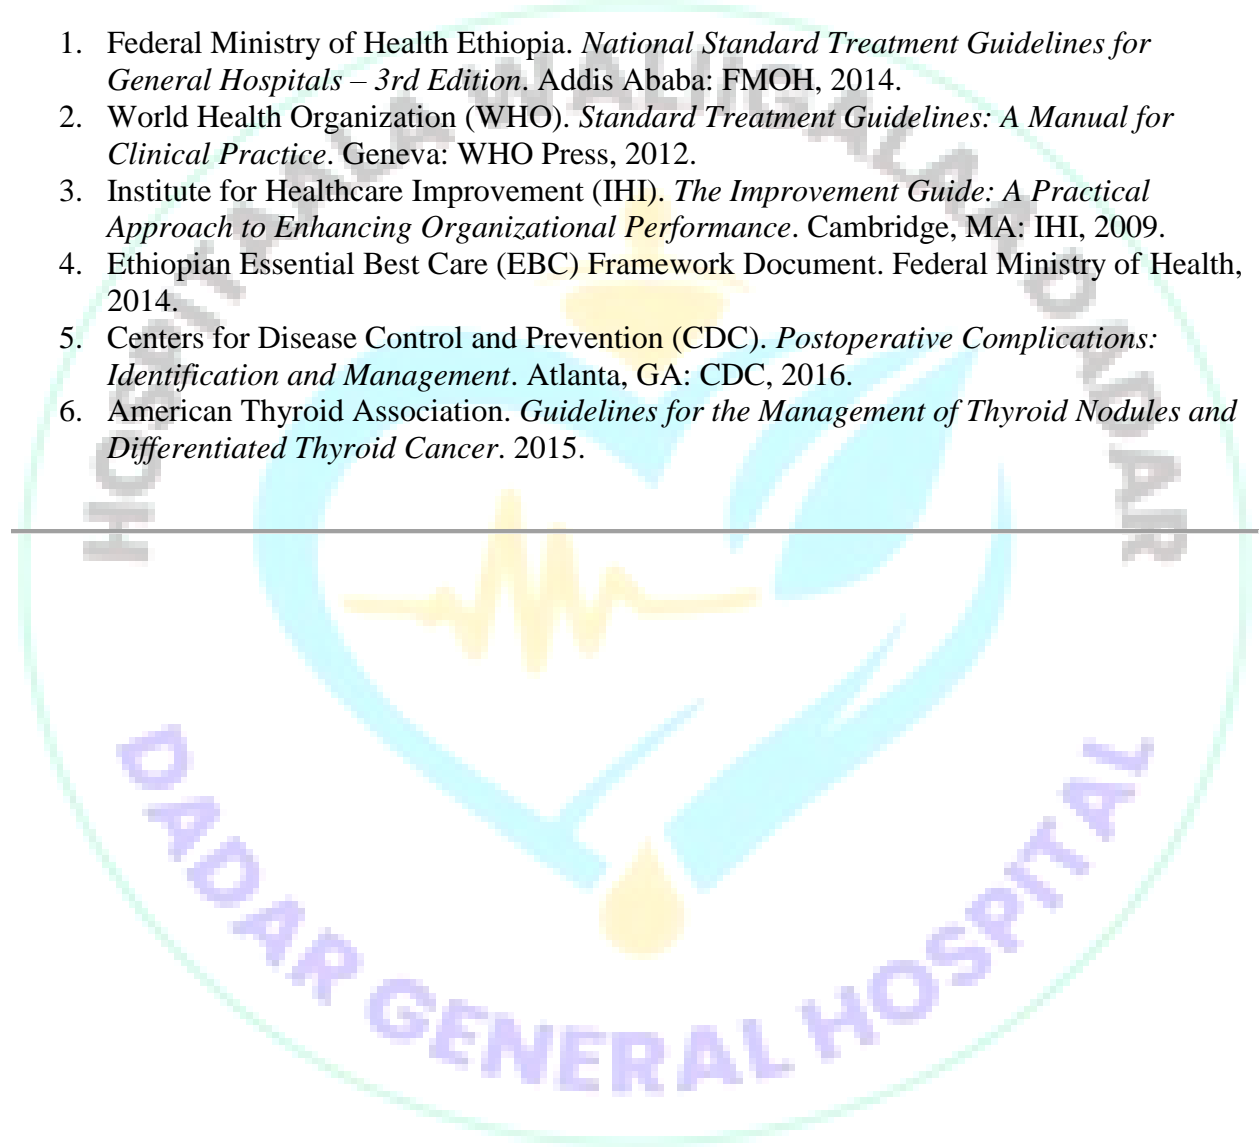 1. Federal Ministry of Health Ethiopia. National Standard Treatment Guidelines for
General Hospitals – 3rd Edition. Addis Ababa: FMOH, 2014.
2. World Health Organization (WHO). Standard Treatment Guidelines: A Manual for
Clinical Practice. Geneva: WHO Press, 2012.
3. Institute for Healthcare Improvement (IHI). The Improvement Guide: A Practical
Approach to Enhancing Organizational Performance. Cambridge, MA: IHI, 2009.
4. Ethiopian Essential Best Care (EBC) Framework Document. Federal Ministry of Health,
2014.
5. Centers for Disease Control and Prevention (CDC). Postoperative Complications:
Identification and Management. Atlanta, GA: CDC, 2016.
6. American Thyroid Association. Guidelines for the Management of Thyroid Nodules and
Differentiated Thyroid Cancer. 2015.
HOSPITAALA WALIIGALAA DADAR
DADAR GENERAL HOSPITAL